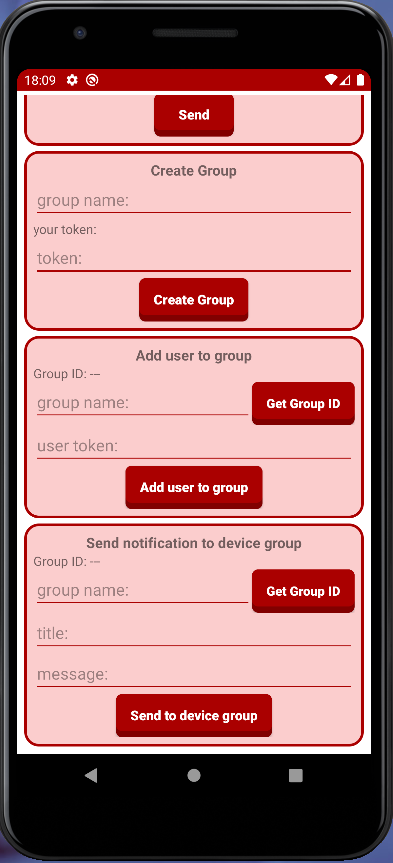 18:09
Send
Create Group
group name:
your token:
token:
Create Group
Add user to group
Group ID: ---
group name:
Get Group ID
user token:
Add user to group
Send notification to device group
Group ID: ---
group name:
Get Group ID
title:
message:
Send to device group